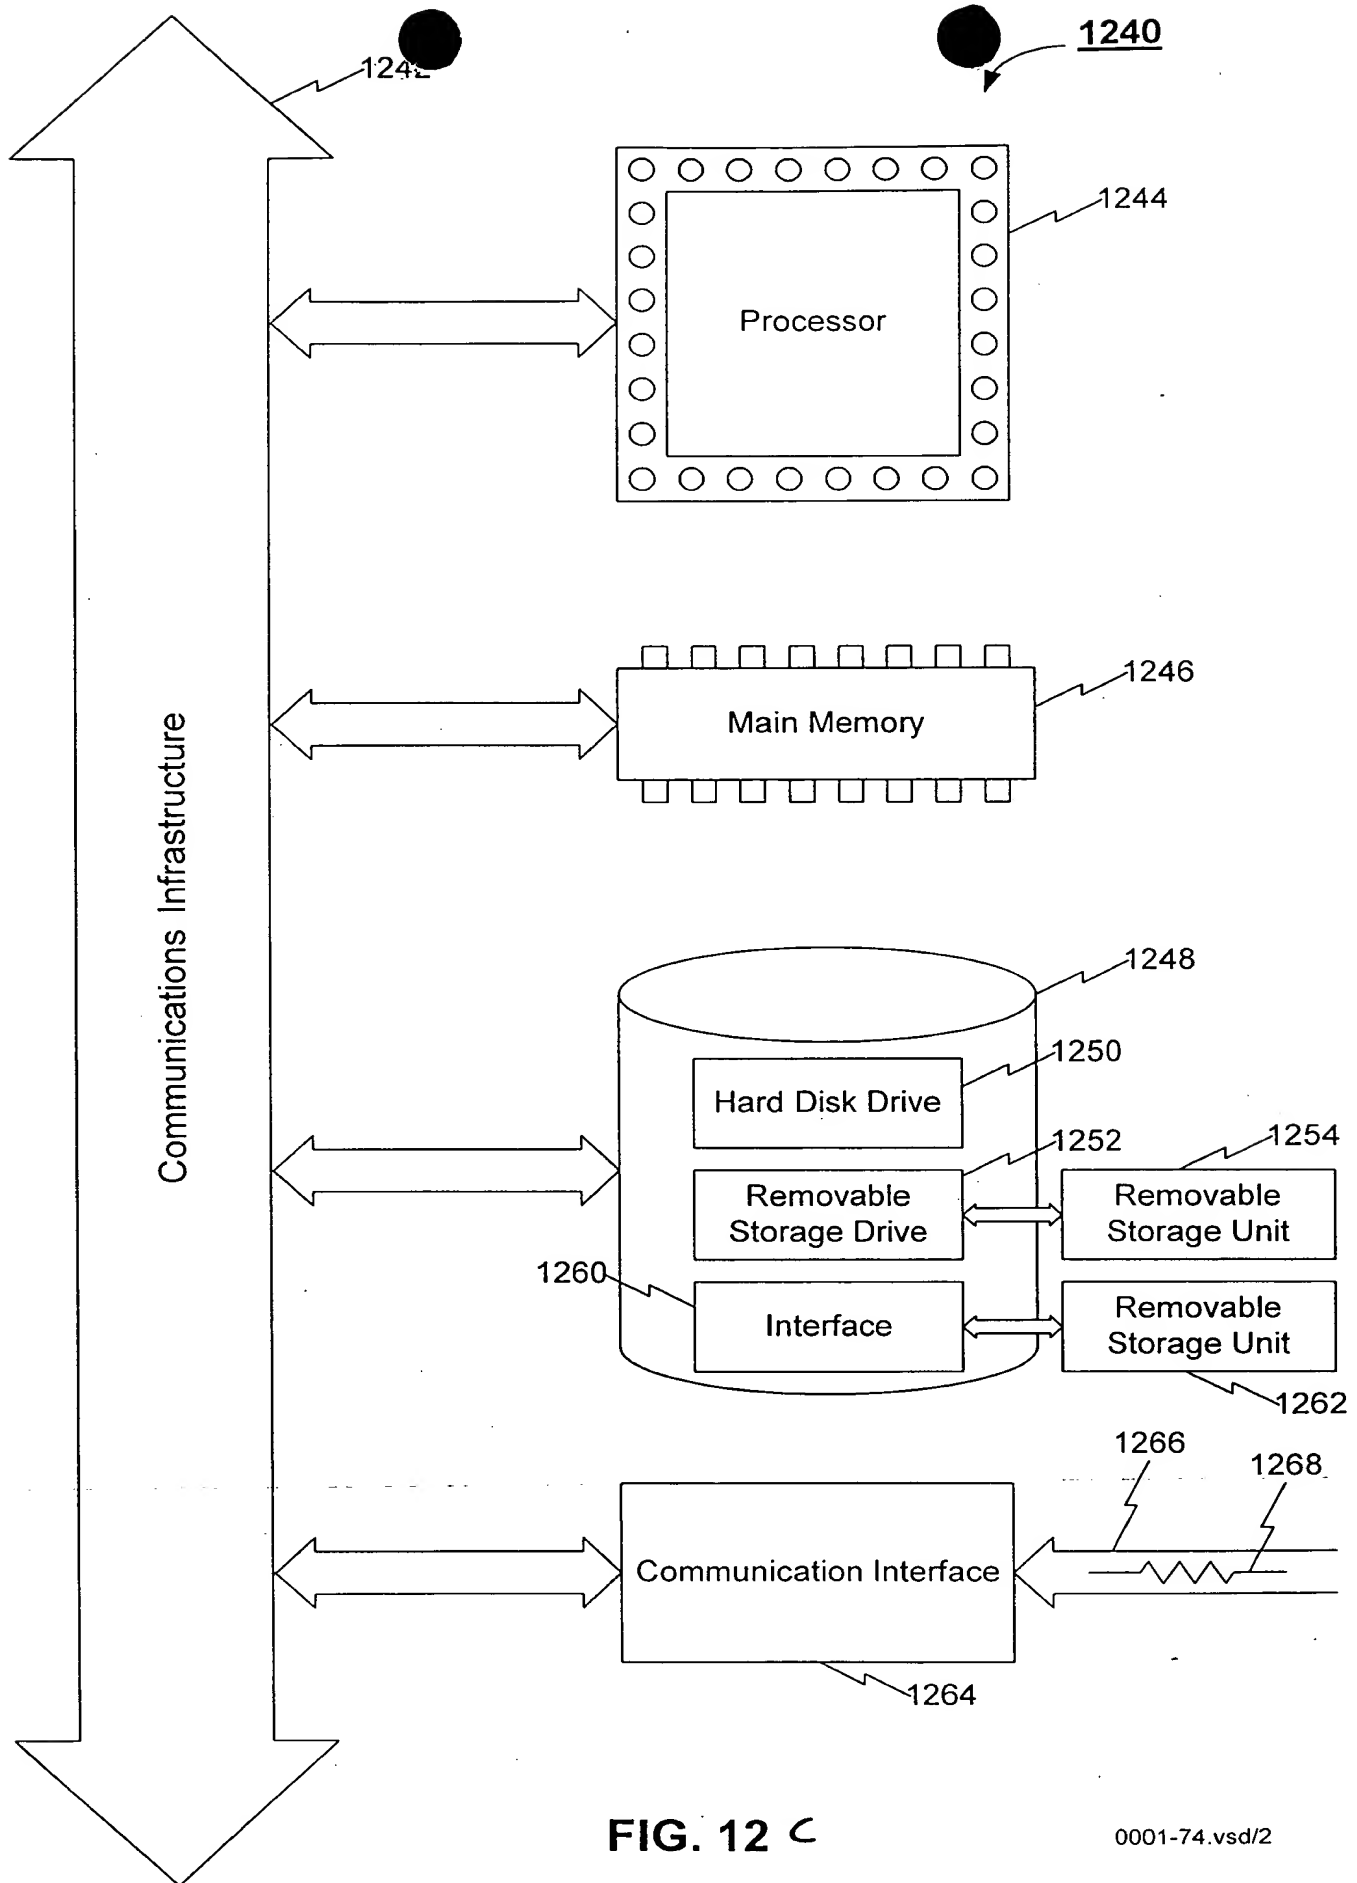 1240
1244
Processor
1246
Main Memory
Communications Infrastructure
1248
1250
Hard Disk Drive
1252
1254
Removable
Storage Drive
Removable
Storage Unit
1260
Interface
Removable
Storage Unit
1262
1266
1268
Communication Interface
1264
FIG. 12 C
0001-74.vsd/2